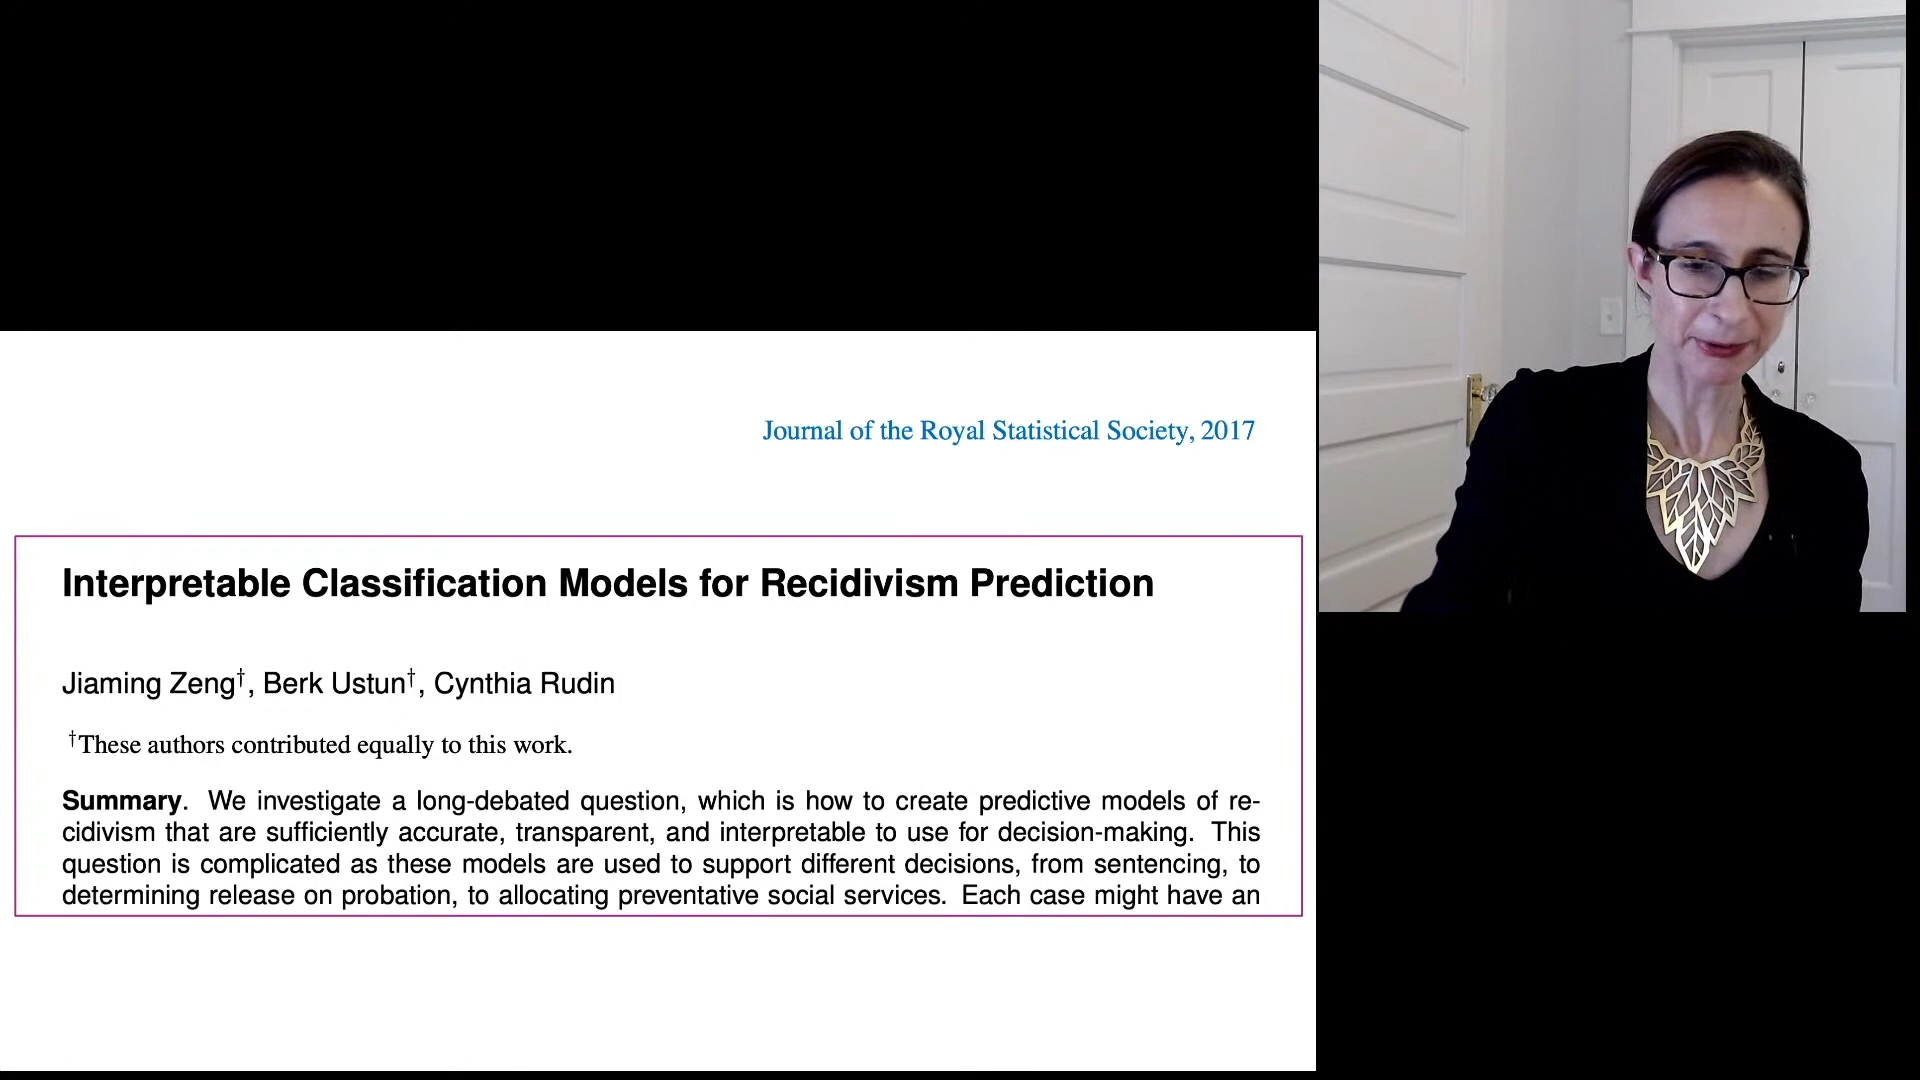 Journal of the Royal Statistical Society, 2017
Interpretable Classification Models for Recidivism Prediction
Jiaming Zeng†, Berk Ustun†, Cynthia Rudin
†These authors contributed equally to this work.
Summary. We investigate a long-debated question, which is how to create predictive models of re-
cidivism that are sufficiently accurate, transparent, and interpretable to use for decision-making. This
question is complicated as these models are used to support different decisions, from sentencing, to
determining release on probation, to allocating preventative social services. Each case might have an